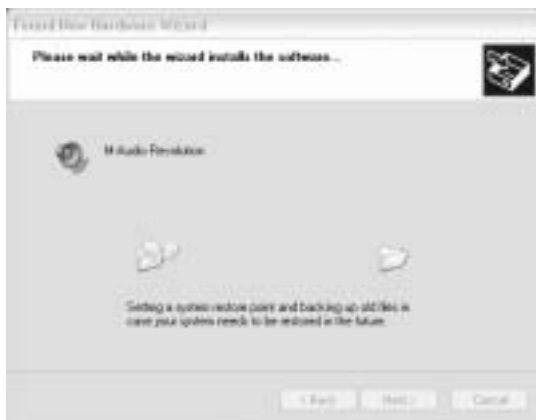 Found New Hardware Wizard
Please wait while the wizard installs the software...
M-Audio Revolution
Setting a system restore point and backing up old files in
case your system needs to be restored in the future.
< Back
Next >
Cancel